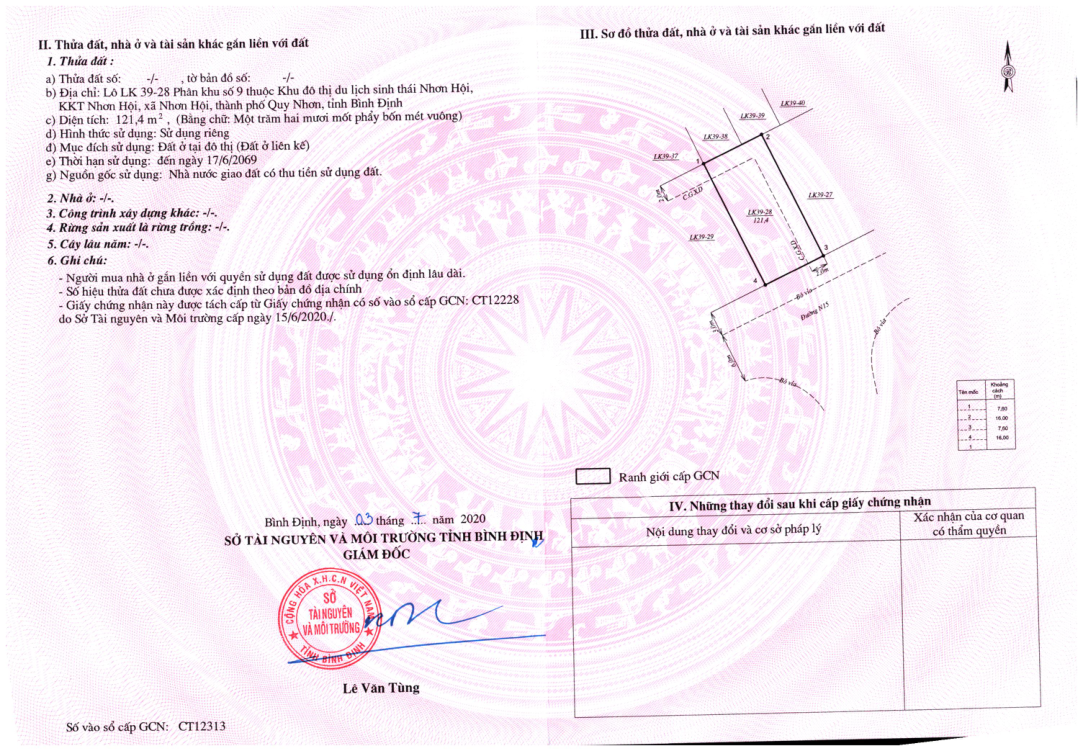 II. Thửa đất, nhà ở và tài sản khác gắn liền với đất
1. Thửa đất :
a) Thửa đất số: -/- , tờ bản đồ số: -/-
b) Địa chỉ: Lô LK 39-28 Phân khu số 9 thuộc Khu đô thị du lịch sinh thái Nhơn Hội,
KKT Nhơn Hội, xã Nhơn Hội, thành phố Quy Nhơn, tỉnh Bình Định
c) Diện tích: 121,4 m², (Bằng chữ: Một trăm hai mươi mốt phẩy bốn mét vuông)
d) Hình thức sử dụng: Sử dụng riêng
đ) Mục đích sử dụng: Đất ở tại đô thị (Đất ở liên kế)
e) Thời hạn sử dụng: đến ngày 17/6/2069
g) Nguồn gốc sử dụng: Nhà nước giao đất có thu tiền sử dụng đất.
2. Nhà ở: -/-.
3. Công trình xây dựng khác: -/-.
4. Rừng sản xuất là rừng trồng: -/-.
5. Cây lâu năm: -/-.
6. Ghi chú:
- Người mua nhà ở gắn liền với quyền sử dụng đất được sử dụng ổn định lâu dài.
- Số hiệu thửa đất chưa được xác định theo bản đồ địa chính
- Giấy chứng nhận này được tách cấp từ Giấy chứng nhận có số vào sổ cấp GCN: CT12228
do Sở Tài nguyên và Môi trường cấp ngày 15/6/2020./.
Bình Định, ngày 03 tháng 7 năm 2020
SỞ TÀI NGUYÊN VÀ MÔI TRƯỜNG TỈNH BÌNH ĐỊNH
GIÁM ĐỐC
CỘNG HÒA X.H.C.N VIỆT NAM
SỞ
TÀI NGUYÊN
VÀ MÔI TRƯỜNG
TỈNH BÌNH ĐỊNH
Lê Văn Tùng
Số vào sổ cấp GCN: CT12313
III. Sơ đồ thửa đất, nhà ở và tài sản khác gắn liền với đất
LK39-40
LK39-39
LK39-38
LK39-37
1
2
C.G.X.D
LK39-27
LK39-28
121,4
LK39-29
C.G.X.D
3
2.0m
4
Bó vỉa
Đường N15
Bó vỉa
6.0m
Bó vỉa
Tên mốc
Khoảng
cách
(m)
1
7,60
2
16,00
3
7,60
4
16,00
1
Ranh giới cấp GCN
IV. Những thay đổi sau khi cấp giấy chứng nhận
Nội dung thay đổi và cơ sở pháp lý
Xác nhận của cơ quan
có thẩm quyền